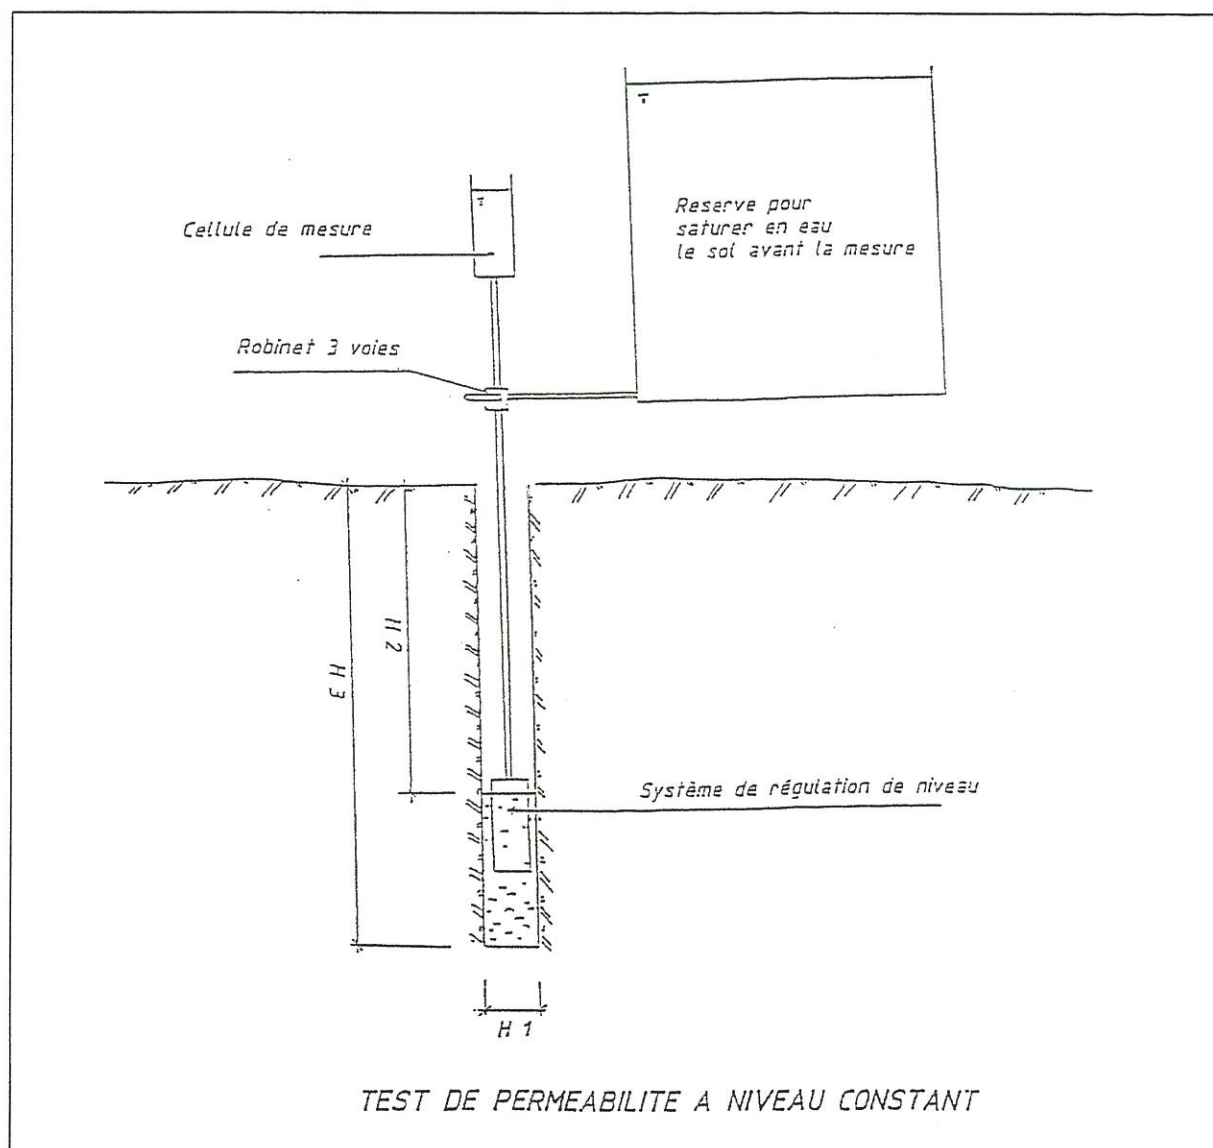 Cellule de mesure
Reserve pour
saturer en eau
le sol avant la mesure
Robinet 3 voies
H 2
H 3
Système de régulation de niveau
H 1
TEST DE PERMEABILITE A NIVEAU CONSTANT